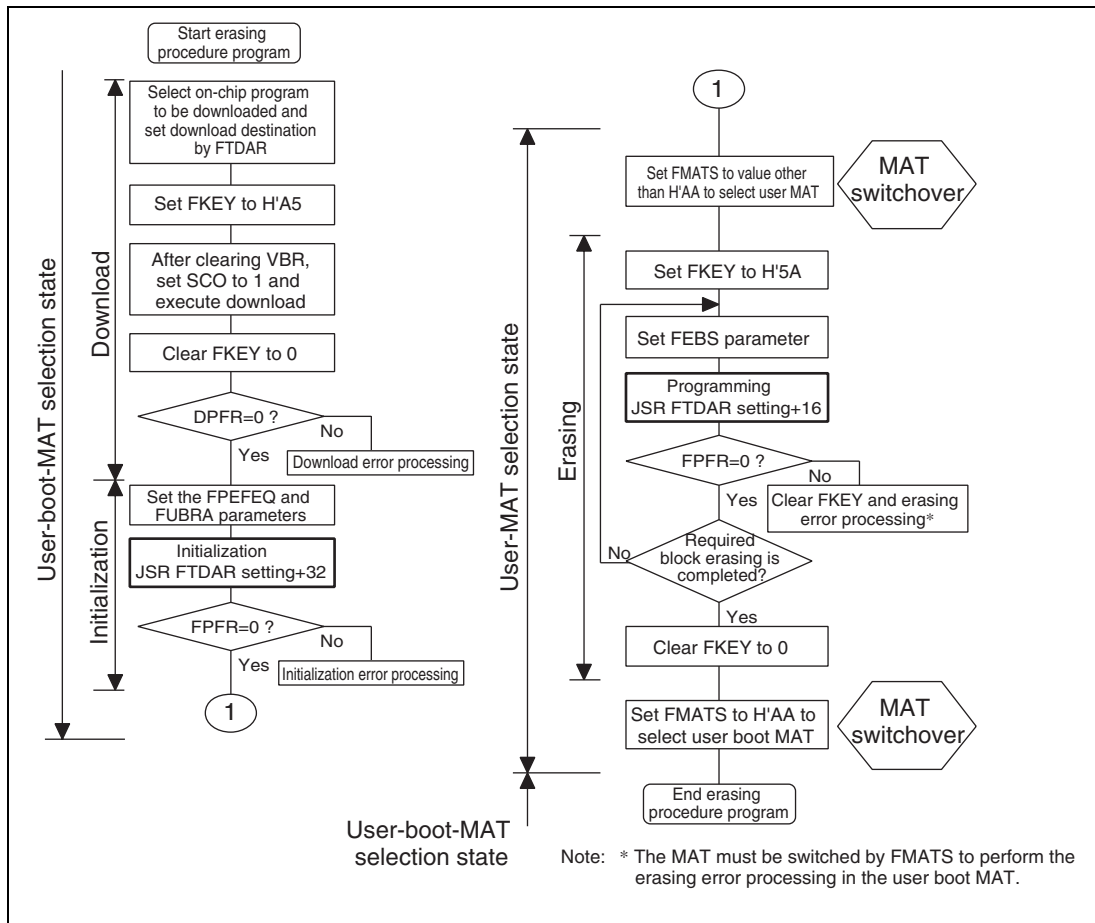 Start erasing
procedure program
Select on-chip program
to be downloaded and
set download destination
by FTDAR
Set FKEY to H'A5
After clearing VBR,
set SCO to 1 and
execute download
Clear FKEY to 0
DPFR=0 ?
No
Yes
Download error processing
Set the FPEFEQ and
FUBRA parameters
Initialization
JSR FTDAR setting+32
FPFR=0 ?
No
Yes
Initialization error processing
1
Download
Initialization
User-boot-MAT selection state
1
Set FMATS to value other
than H'AA to select user MAT
MAT
switchover
Set FKEY to H'5A
Set FEBS parameter
Programming
JSR FTDAR setting+16
FPFR=0 ?
No
Yes
Clear FKEY and erasing
error processing*
Required
block erasing is
completed?
No
Yes
Clear FKEY to 0
Set FMATS to H'AA to
select user boot MAT
MAT
switchover
End erasing
procedure program
Erasing
User-MAT selection state
User-boot-MAT
selection state
Note: * The MAT must be switched by FMATS to perform the
erasing error processing in the user boot MAT.